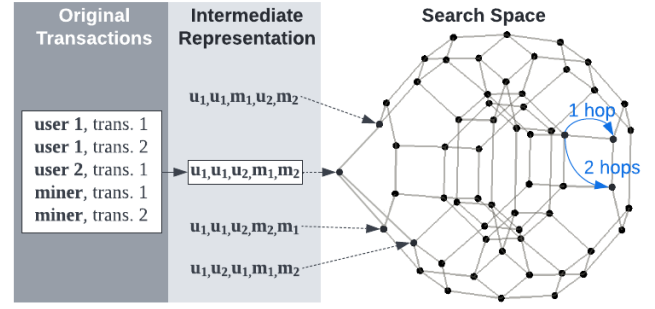 Original
Transactions
Intermediate
Representation
Search Space
user 1, trans. 1
user 1, trans. 2
user 2, trans. 1
miner, trans. 1
miner, trans. 2
u₁,u₁,m₁,u₂,m₂
u₁,u₁,u₂,m₁,m₂
u₁,u₁,u₂,m₂,m₁
u₁,u₂,u₁,m₁,m₂
1 hop
2 hops